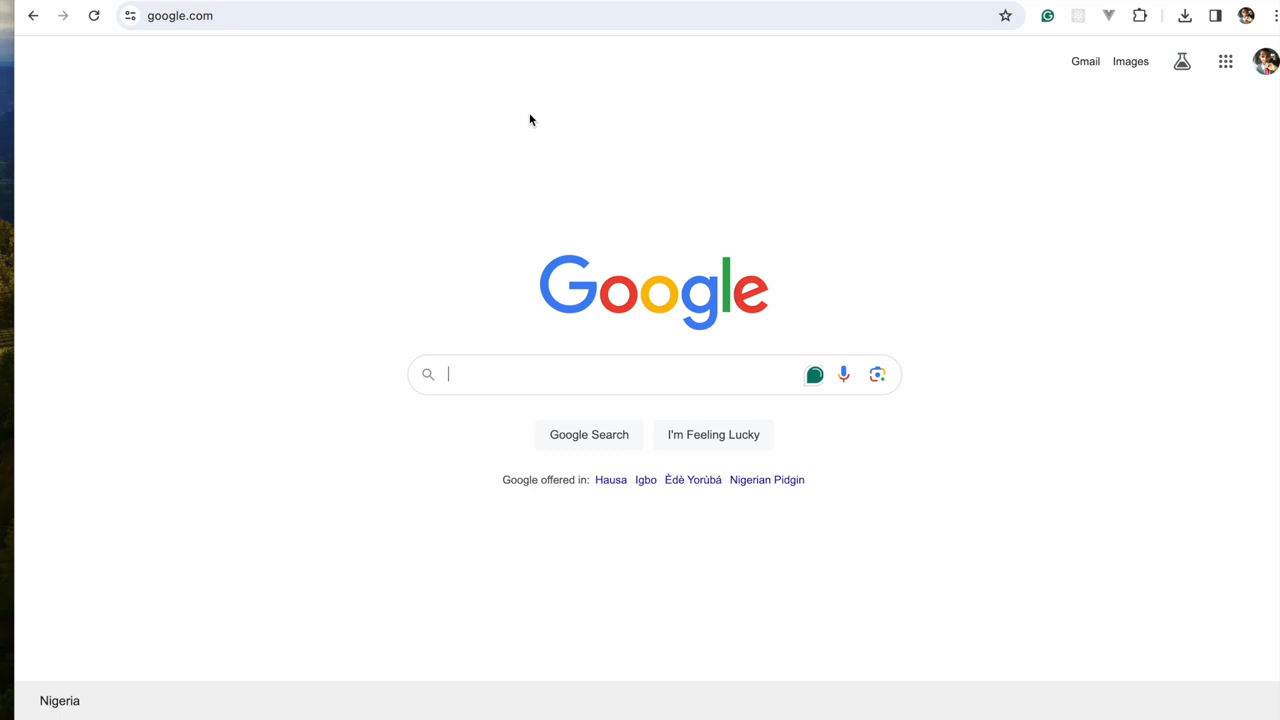 google.com
Gmail Images
Google
Google Search I'm Feeling Lucky
Google offered in: Hausa Igbo Èdè Yorùbá Nigerian Pidgin
Nigeria